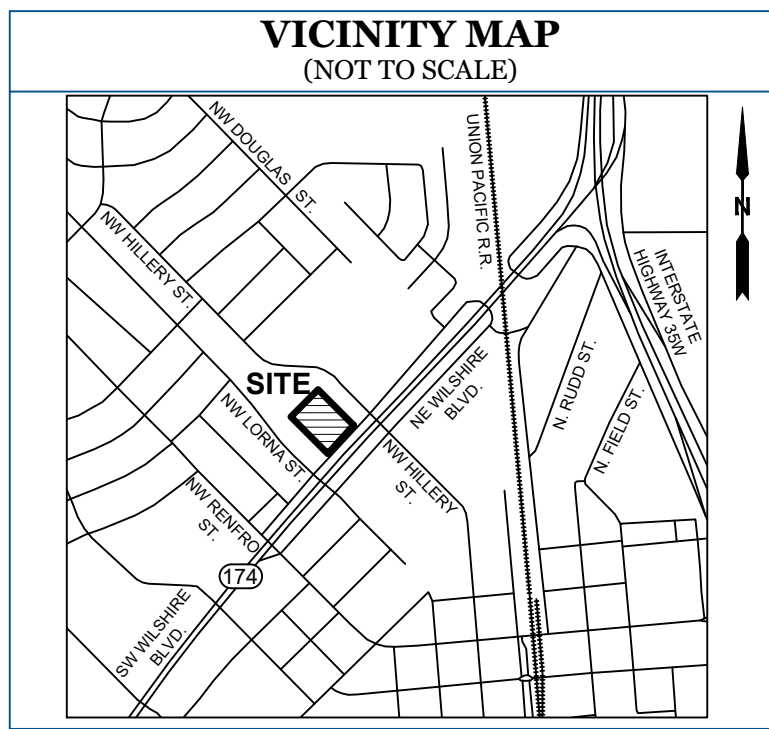 VICINITY MAP
(NOT TO SCALE)
NW DOUGLAS ST.
UNION PACIFIC R.R.
N
NW HILLERY ST.
INTERSTATE
HIGHWAY 35W
SITE
NE WILSHIRE
BLVD.
N. RUDD ST.
N. FIELD ST.
NW LORNA ST.
NW HILLERY
ST.
NW RENFRO
ST.
174
SW WILSHIRE
BLVD.